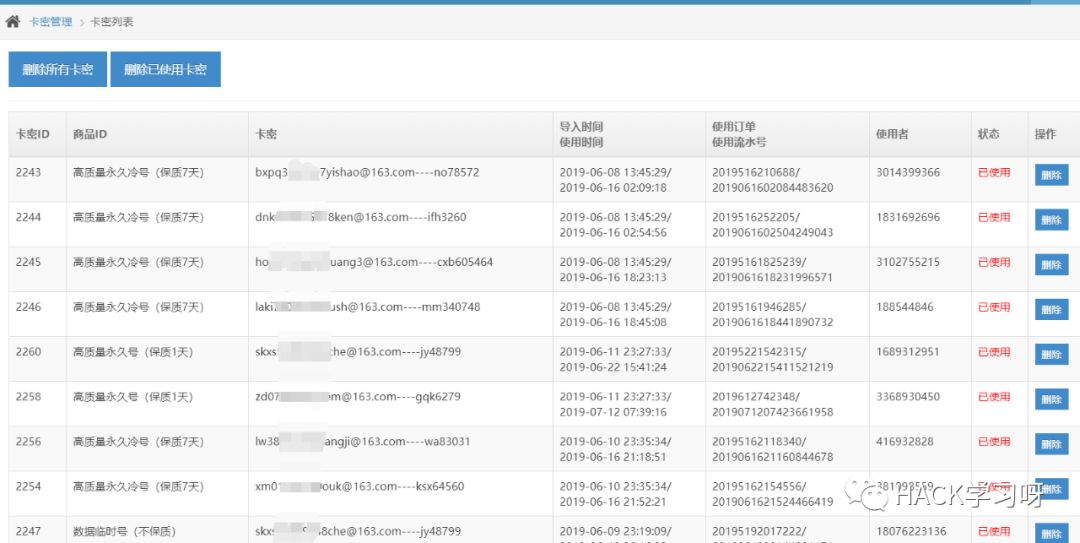 卡密管理 > 卡密列表
删除所有卡密 删除已使用卡密
卡密ID 商品ID 卡密 导入时间 使用订单 使用者 状态 操作
使用时间 使用流水号
2243 高质量永久冷号（保质7天） bxpq3 7yishao@163.com----no78572 2019-06-08 13:45:29/ 2019516210688/ 3014399366 已使用 删除
2019-06-16 02:09:18 2019061602084483620
2244 高质量永久冷号（保质7天） dnk 8ken@163.com----ifh3260 2019-06-08 13:45:29/ 2019516252205/ 1831692696 已使用 删除
2019-06-16 02:54:56 2019061602504249043
2245 高质量永久冷号（保质7天） ho uang3@163.com----cxb605464 2019-06-08 13:45:29/ 2019516182523​9/ 3102755215 已使用 删除
2019-06-16 18:23:13 2019061618231996571
2246 高质量永久冷号（保质7天） laki ush@163.com----mm340748 2019-06-08 13:45:29/ 20195161946285/ 188544846 已使用 删除
2019-06-16 18:45:08 2019061618441890732
2260 高质量永久号（保质1天） skxs che@163.com----jy48799 2019-06-11 23:27:33/ 20195221542315/ 1689312951 已使用 删除
2019-06-22 15:41:24 2019062215411521219
2258 高质量永久号（保质1天） zd07 em@163.com----gqk6279 2019-06-11 23:27:33/ 2019612742348/ 3368930450 已使用 删除
2019-07-12 07:39:16 2019071207423661958
2256 高质量永久冷号（保质7天） lw38 angji@163.com----wa83031 2019-06-10 23:35:34/ 20195162118340/ 416932828 已使用 删除
2019-06-16 21:18:51 2019061621160844678
2254 高质量永久冷号（保质7天） xm01 ouk@163.com----ksx64560 2019-06-10 23:35:34/ 20195162154556/ 删除
2019-06-16 21:52:21 2019061621524466419
HACK学习呀
2247 数据临时号（不保质） skxs 8che@163.com----jy48799 2019-06-09 23:19:09/ 20195192017222/ 18076223136 已使用 删除